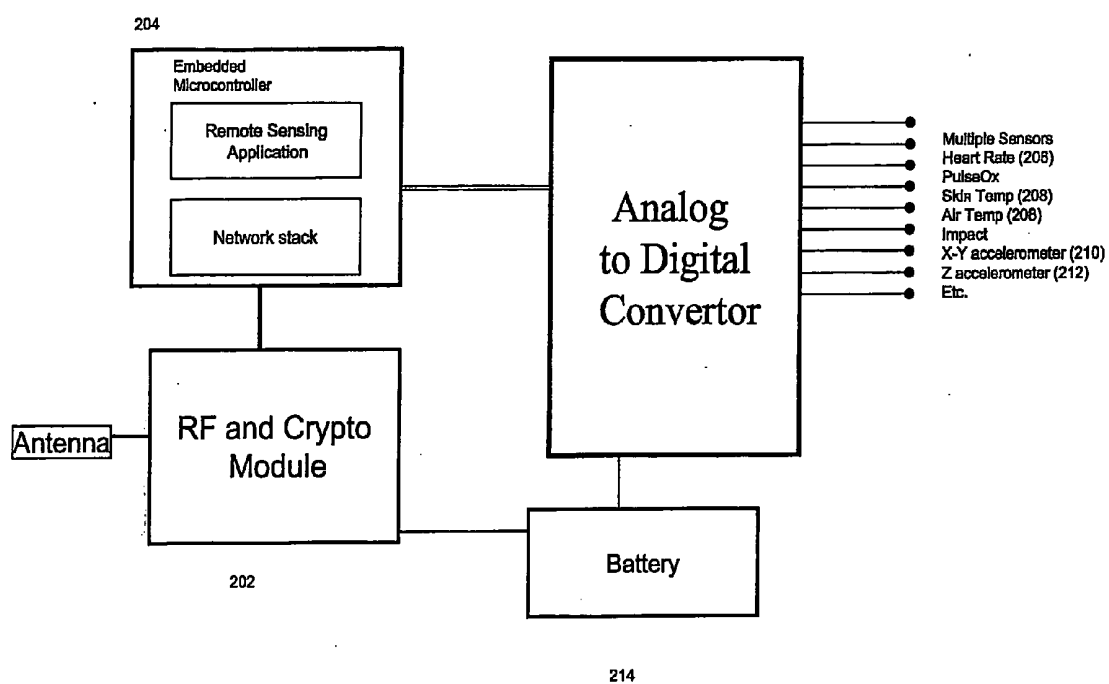 204
Embedded
Microcontroller
Remote Sensing
Application
Network stack
Analog
to Digital
Convertor
Multiple Sensors
Heart Rate (206)
PulseOx
Skin Temp (208)
Air Temp (208)
Impact
X-Y accelerometer (210)
Z accelerometer (212)
Etc.
Antenna
RF and Crypto
Module
202
Battery
214